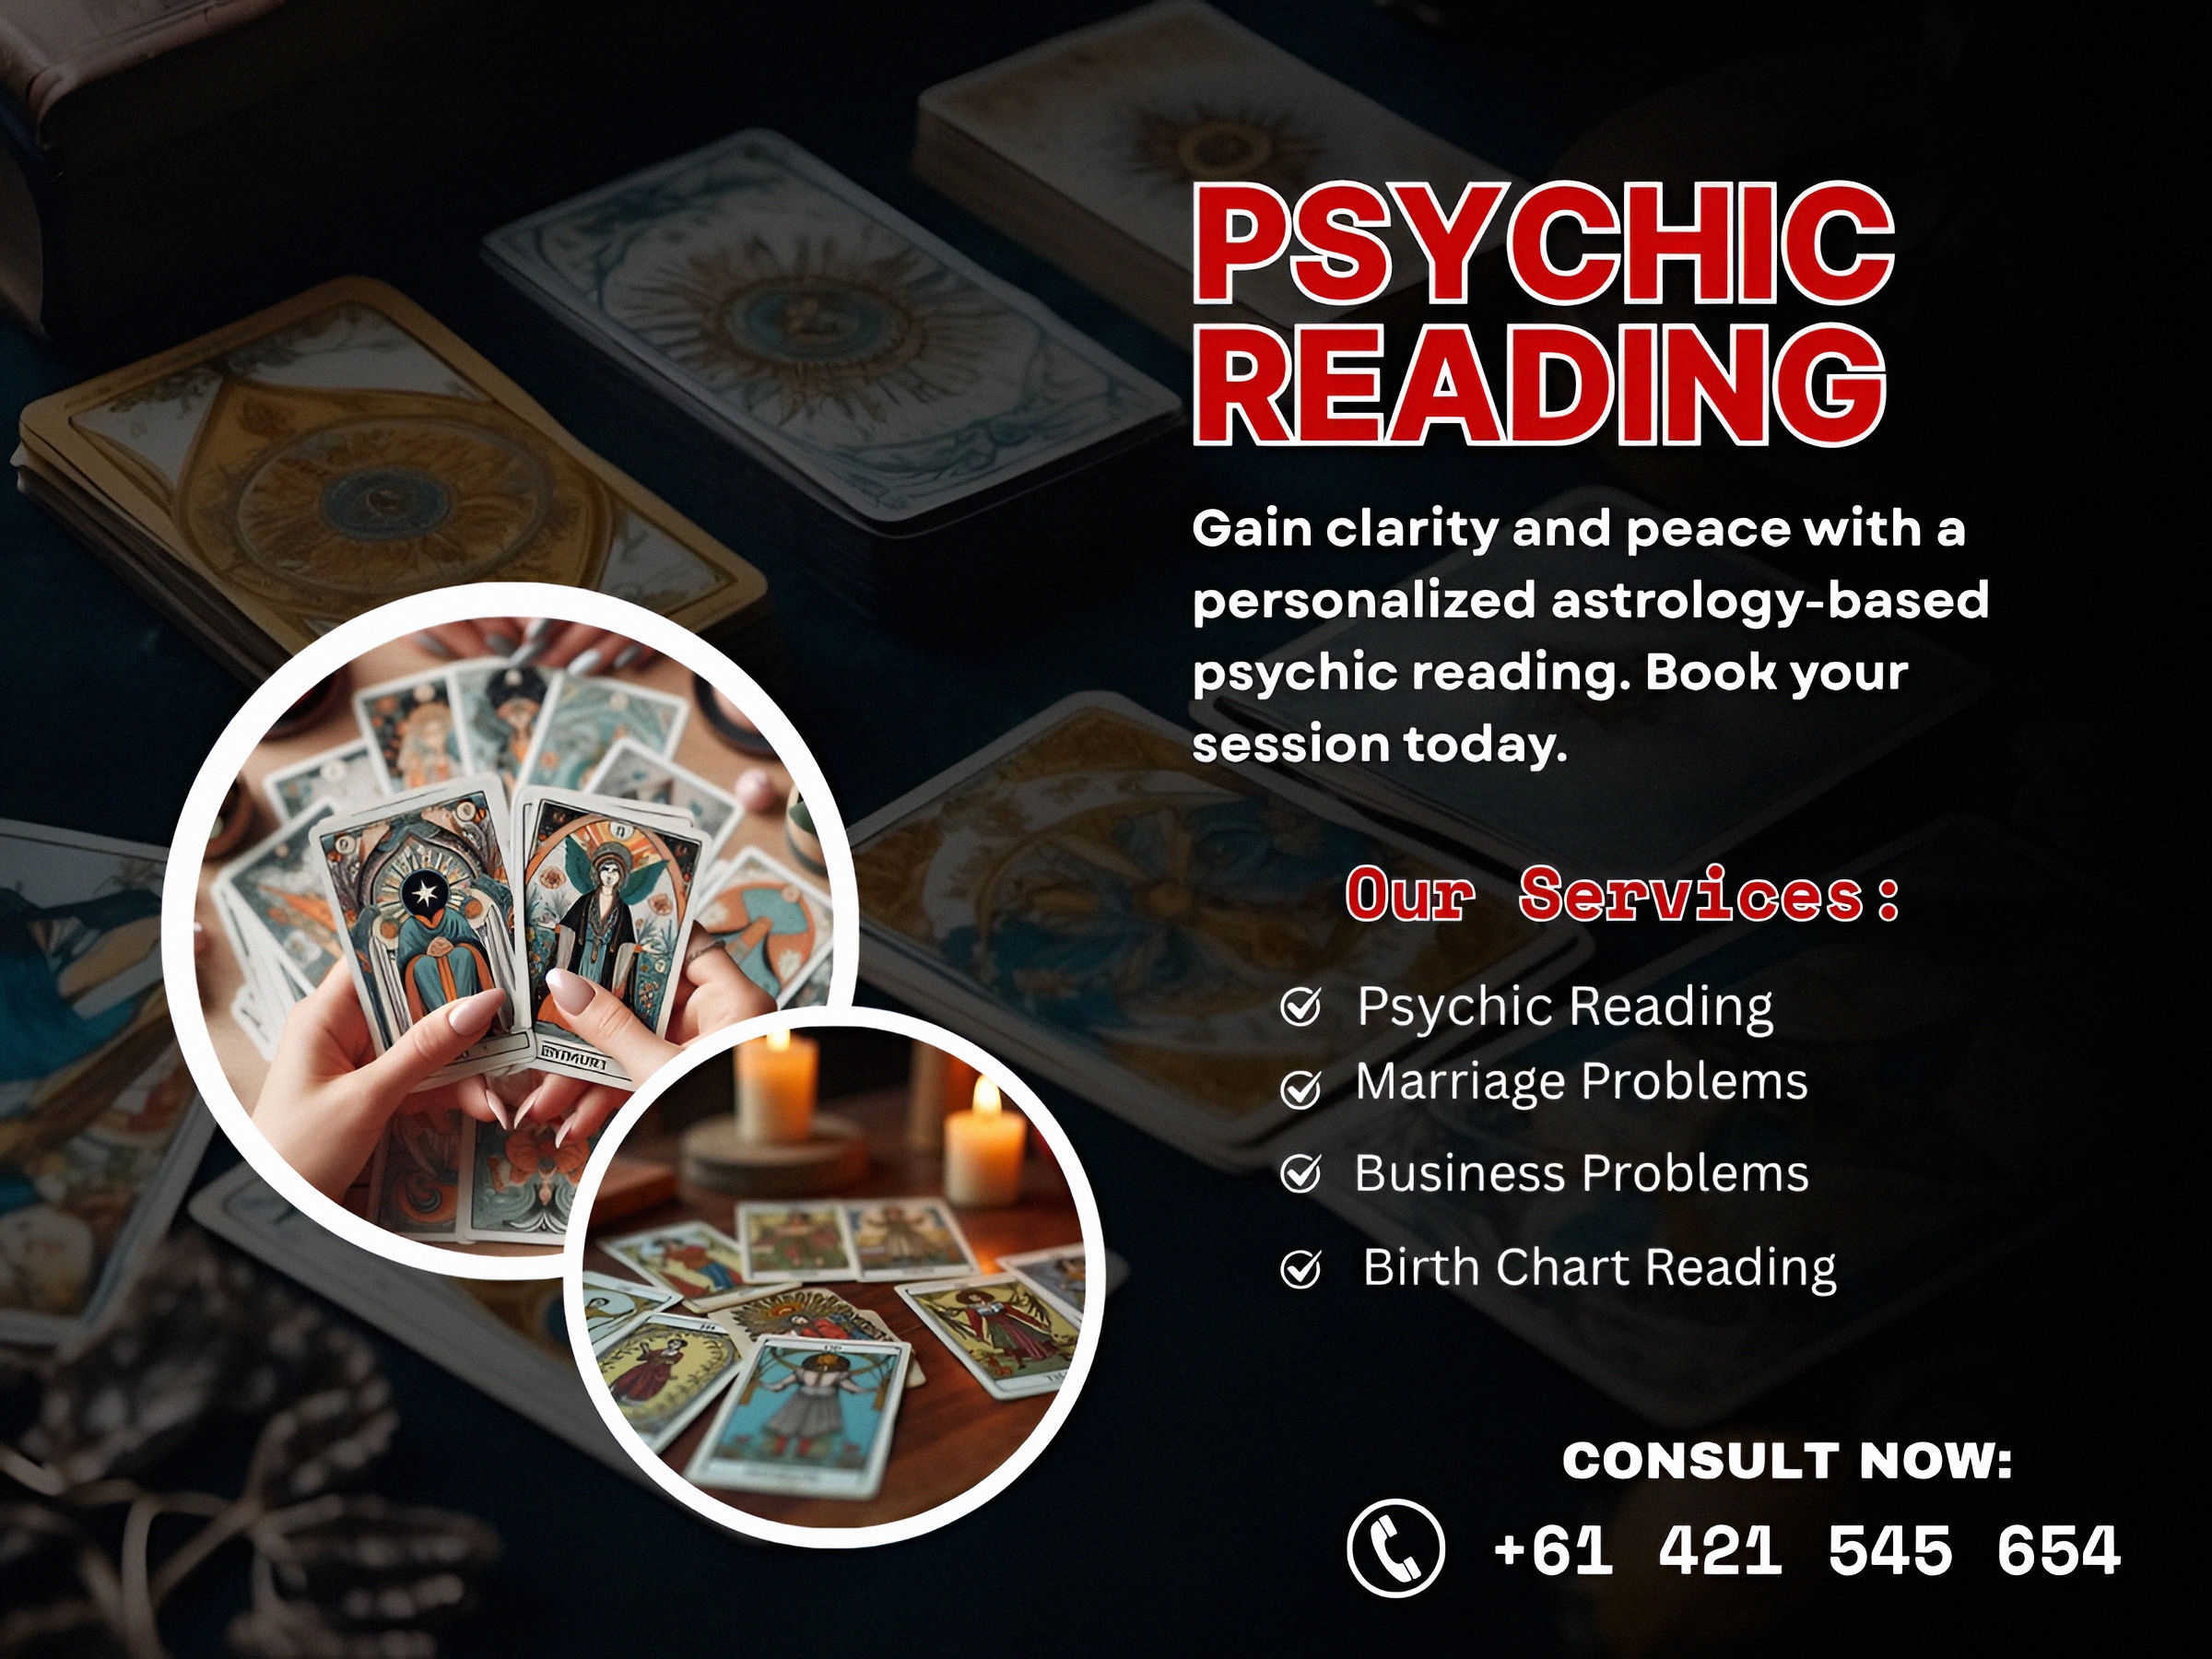 PSYCHIC
READING
Gain clarity and peace with a
personalized astrology-based
psychic reading. Book your
session today.
Our Services:
Psychic Reading
Marriage Problems
Business Problems
Birth Chart Reading
CONSULT NOW:
+61 421 545 654